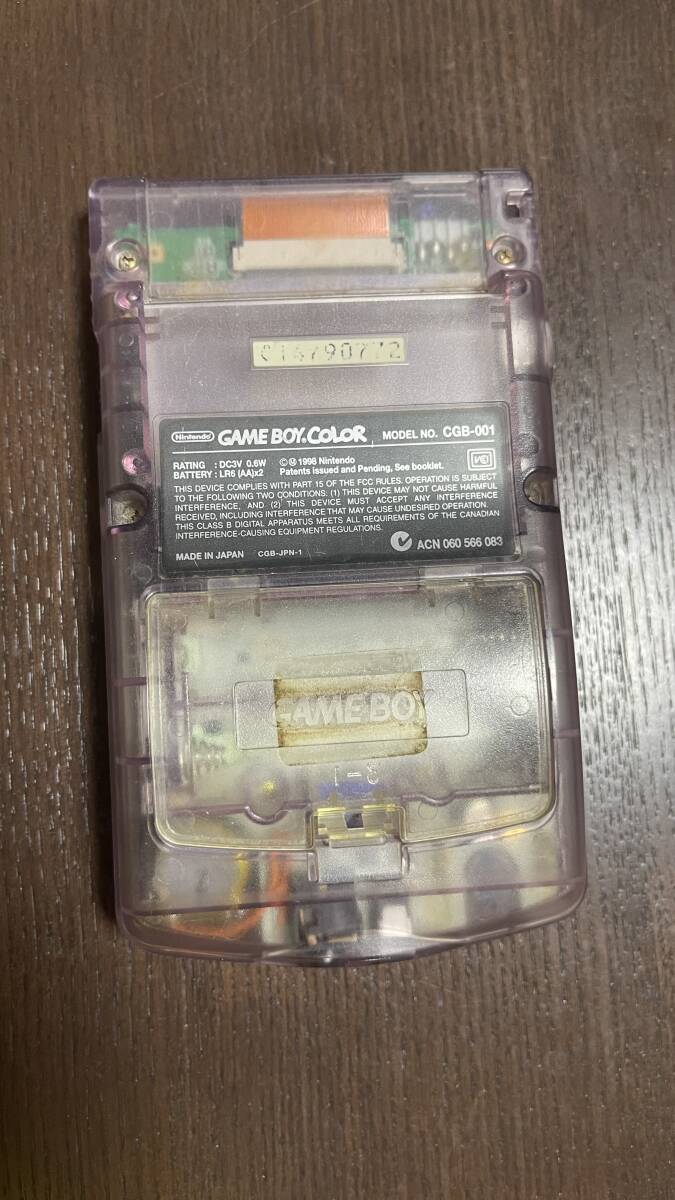 C16790772
Nintendo GAME BOY COLOR MODEL NO. CGB-001
RATING : DC3V 0.6W ©Ⓜ1998 Nintendo
BATTERY : LR6 (AA)x2 Patents issued and Pending, See booklet.
THIS DEVICE COMPLIES WITH PART 15 OF THE FCC RULES. OPERATION IS SUBJECT
TO THE FOLLOWING TWO CONDITIONS: (1) THIS DEVICE MAY NOT CAUSE HARMFUL
INTERFERENCE, AND (2) THIS DEVICE MUST ACCEPT ANY INTERFERENCE
RECEIVED, INCLUDING INTERFERENCE THAT MAY CAUSE UNDESIRED OPERATION.
THIS CLASS B DIGITAL APPARATUS MEETS ALL REQUIREMENTS OF THE CANADIAN
INTERFERENCE-CAUSING EQUIPMENT REGULATIONS.
MADE IN JAPAN CGB-JPN-1 ACN 060 566 083
GAME BOY